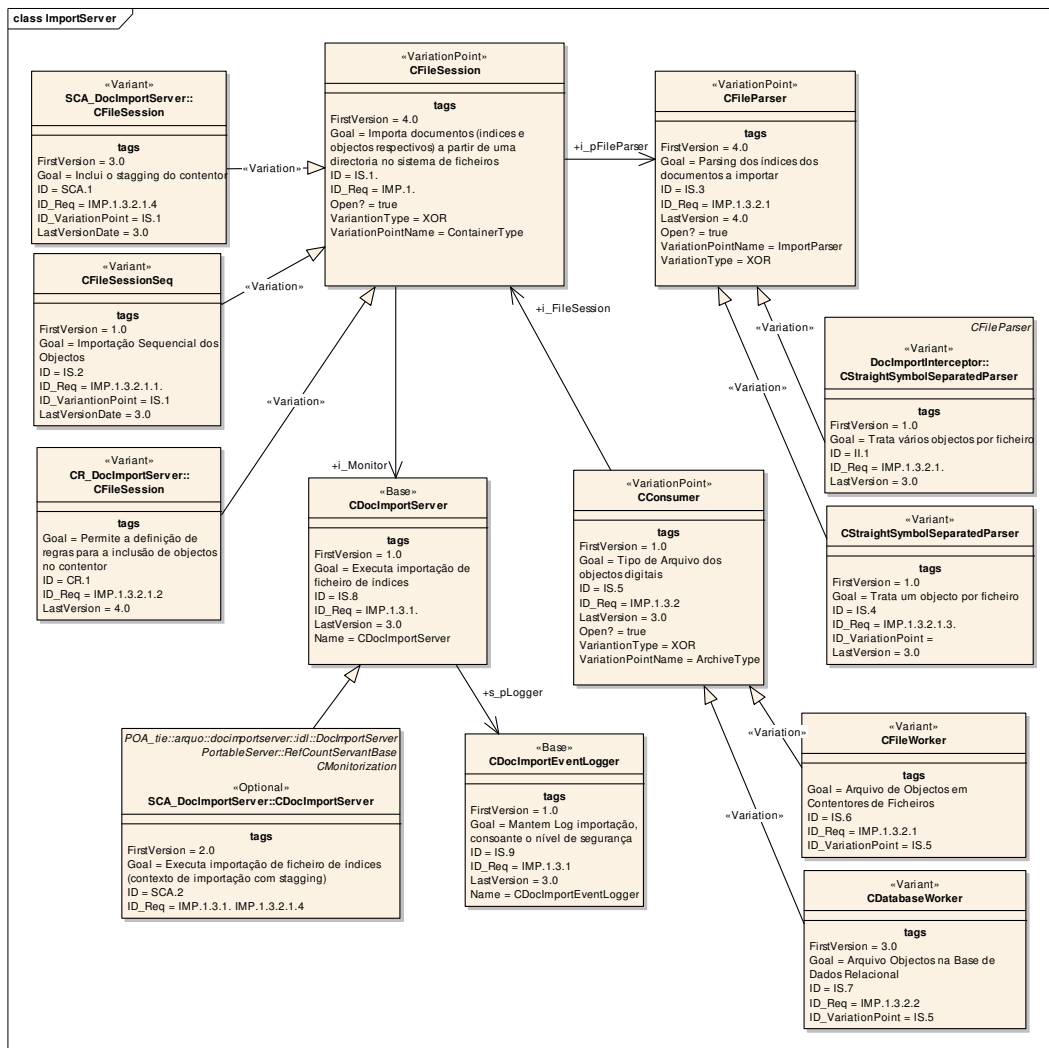 class ImportServer
«VariationPoint»
CFileSession
tags
FirstVersion = 4.0
Goal = Importa documentos (indices e
objectos respectivos) a partir de uma
directoria no sistema de ficheiros
ID = IS.1.
ID_Req = IMP.1.
Open? = true
VariantionType = XOR
VariationPointName = ContainerType
«VariationPoint»
CFileParser
tags
FirstVersion = 4.0
Goal = Parsing dos índices dos
documentos a importar
ID = IS.3
ID_Req = IMP.1.3.2.1
LastVersion = 4.0
Open? = true
VariationPointName = ImportParser
VariationType = XOR
«Variant»
SCA_DocImportServer::
CFileSession
tags
FirstVersion = 3.0
Goal = Inclui o stagging do contentor
ID = SCA.1
ID_Req = IMP.1.3.2.1.4
ID_VariationPoint = IS.1
LastVersionDate = 3.0
«Variation»
+i_pFileParser
«Variant»
CFileSessionSeq
tags
FirstVersion = 1.0
Goal = Importação Sequencial dos
Objectos
ID = IS.2
ID_Req = IMP.1.3.2.1.1.
ID_VariantionPoint = IS.1
LastVersionDate = 3.0
«Variation»
+i_FileSession
«Variation»
CFileParser
«Variant»
DocImportInterceptor::
CStraightSymbolSeparatedParser
tags
FirstVersion = 1.0
Goal = Trata vários objectos por ficheiro
ID = II.1
ID_Req = IMP.1.3.2.1.
LastVersion = 3.0
«Variation»
«Variation»
«Variant»
CR_DocImportServer::
CFileSession
tags
Goal = Permite a definição de
regras para a inclusão de objectos
no contentor
ID = CR.1
ID_Req = IMP.1.3.2.1.2
LastVersion = 4.0
+i_Monitor
«Base»
CDocImportServer
tags
FirstVersion = 1.0
Goal = Executa importação de
ficheiro de índices
ID = IS.8
ID_Req = IMP.1.3.1.
LastVersion = 3.0
Name = CDocImportServer
«VariationPoint»
CConsumer
tags
FirstVersion = 1.0
Goal = Tipo de Arquivo dos
objectos digitais
ID = IS.5
ID_Req = IMP.1.3.2
LastVersion = 3.0
Open? = true
VariantionType = XOR
VariationPointName = ArchiveType
«Variant»
CStraightSymbolSeparatedParser
tags
FirstVersion = 1.0
Goal = Trata um objecto por ficheiro
ID = IS.4
ID_Req = IMP.1.3.2.1.3.
ID_VariationPoint =
LastVersion = 3.0
+s_pLogger
POA_tie::arquo::docimportserver::idl::DocImportServer
PortableServer::RefCountServantBase
CMonitorization
«Optional»
SCA_DocImportServer::CDocImportServer
tags
FirstVersion = 2.0
Goal = Executa importação de ficheiro de índices
(contexto de importação com stagging)
ID = SCA.2
ID_Req = IMP.1.3.1. IMP.1.3.2.1.4
«Base»
CDocImportEventLogger
tags
FirstVersion = 1.0
Goal = Mantem Log importação,
consoante o nível de segurança
ID = IS.9
ID_Req = IMP.1.3.1
LastVersion = 3.0
Name = CDocImportEventLogger
«Variation»
«Variant»
CFileWorker
tags
Goal = Arquivo de Objectos em
Contentores de Ficheiros
ID = IS.6
ID_Req = IMP.1.3.2.1
ID_VariationPoint = IS.5
«Variation»
«Variant»
CDatabaseWorker
tags
FirstVersion = 3.0
Goal = Arquivo Objectos na Base de
Dados Relacional
ID = IS.7
ID_Req = IMP.1.3.2.2
ID_VariationPoint = IS.5